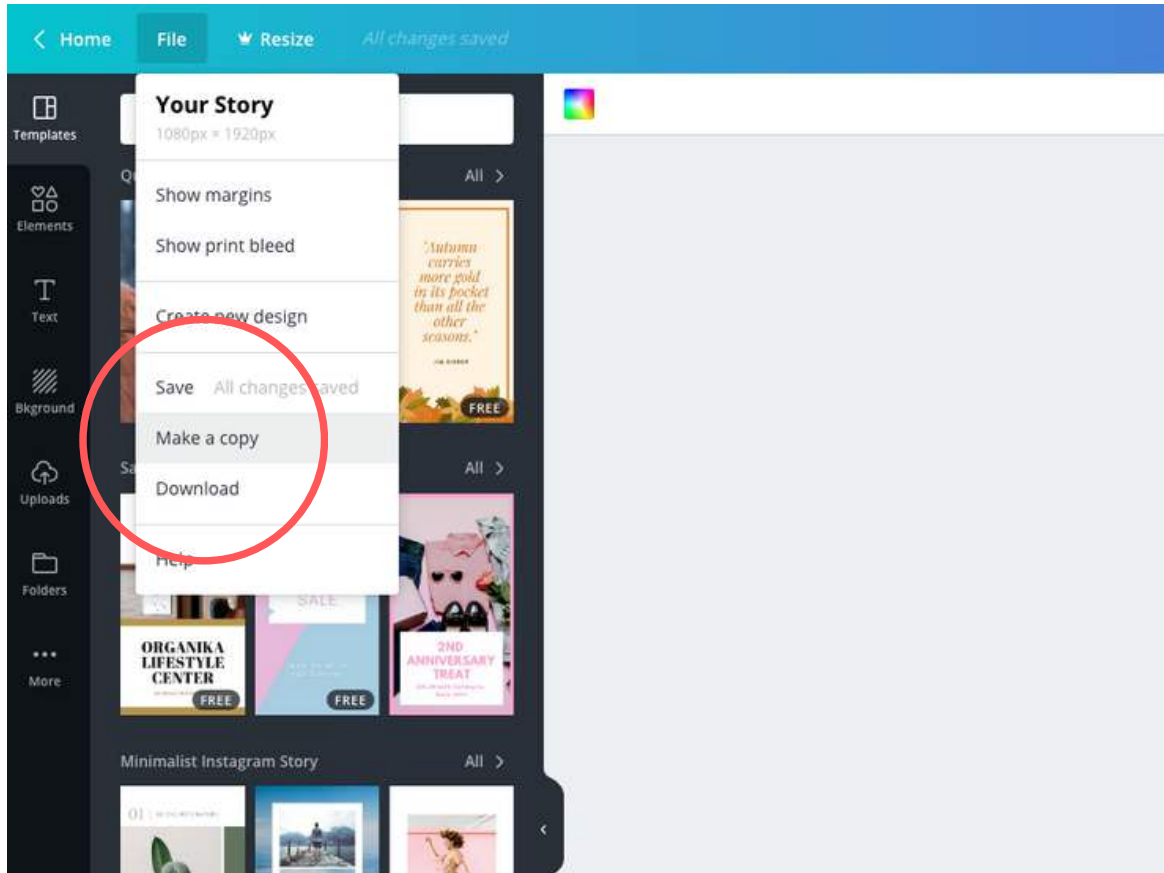 Home File Resize All changes saved
Templates
Elements
Text
Bkground
Uploads
Folders
More
Your Story
1080px × 1920px
Show margins
Show print bleed
Create new design
Save All changes saved
Make a copy
Download
Help
All
"Autumn
carries
more gold
in its pocket
than all the
other
seasons."
FREE
All
ORGANIKA
LIFESTYLE
CENTER
FREE
SALE
FREE
2ND
ANNIVERSARY
TREAT
Minimalist Instagram Story All
01